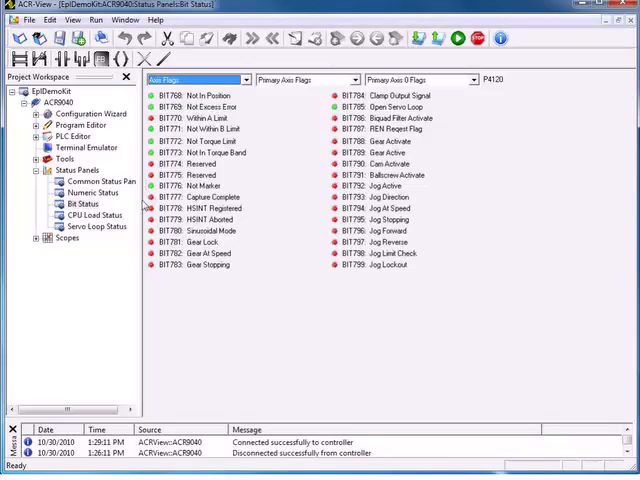 ACR-View - [EplDemoKit:ACR9040:Status Panels:Bit Status]
File Edit View Run Window Help
FB
STOP
Project Workspace
EplDemoKit
ACR9040
Configuration Wizard
Program Editor
PLC Editor
Terminal Emulator
Tools
Status Panels
Common Status Pan
Numeric Status
Bit Status
CPU Load Status
Servo Loop Status
Scopes
Axis Flags Primary Axis Flags Primary Axis 0 Flags P4120
BIT768: Not In Position
BIT769: Not Excess Error
BIT770: Within A Limit
BIT771: Not Within B Limit
BIT772: Not Torque Limit
BIT773: Not In Torque Band
BIT774: Reserved
BIT775: Reserved
BIT776: Not Marker
BIT777: Capture Complete
BIT778: HSINT Registered
BIT779: HSINT Aborted
BIT780: Sinusoidal Mode
BIT781: Gear Lock
BIT782: Gear At Speed
BIT783: Gear Stopping
BIT784: Clamp Output Signal
BIT785: Open Servo Loop
BIT786: Biquad Filter Activate
BIT787: REN Reqest Flag
BIT788: Gear Activate
BIT789: Gear Active
BIT790: Cam Activate
BIT791: Ballscrew Activate
BIT792: Jog Active
BIT793: Jog Direction
BIT794: Jog At Speed
BIT795: Jog Stopping
BIT796: Jog Forward
BIT797: Jog Reverse
BIT798: Jog Limit Check
BIT799: Jog Lockout
Messa
Date Time Source Message
10/30/2010 1:29:11 PM ACRView::ACR9040 Connected successfully to controller
10/30/2010 1:26:11 PM ACRView::ACR9040 Disconnected successfully from controller
Ready